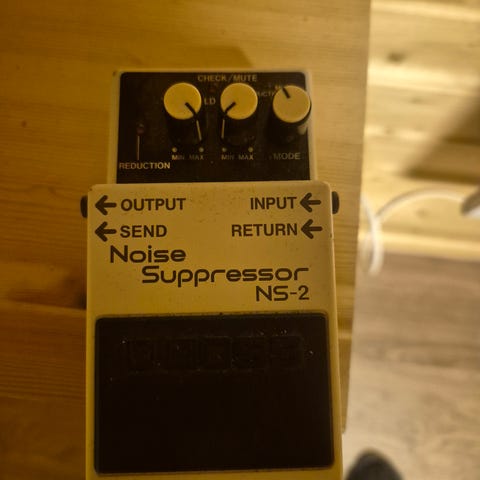 CHECK/MUTE
LD
MIN MAX
MIN MAX
MODE
REDUCTION
OUTPUT
INPUT
SEND
RETURN
Noise
Suppressor
NS-2
BOSS